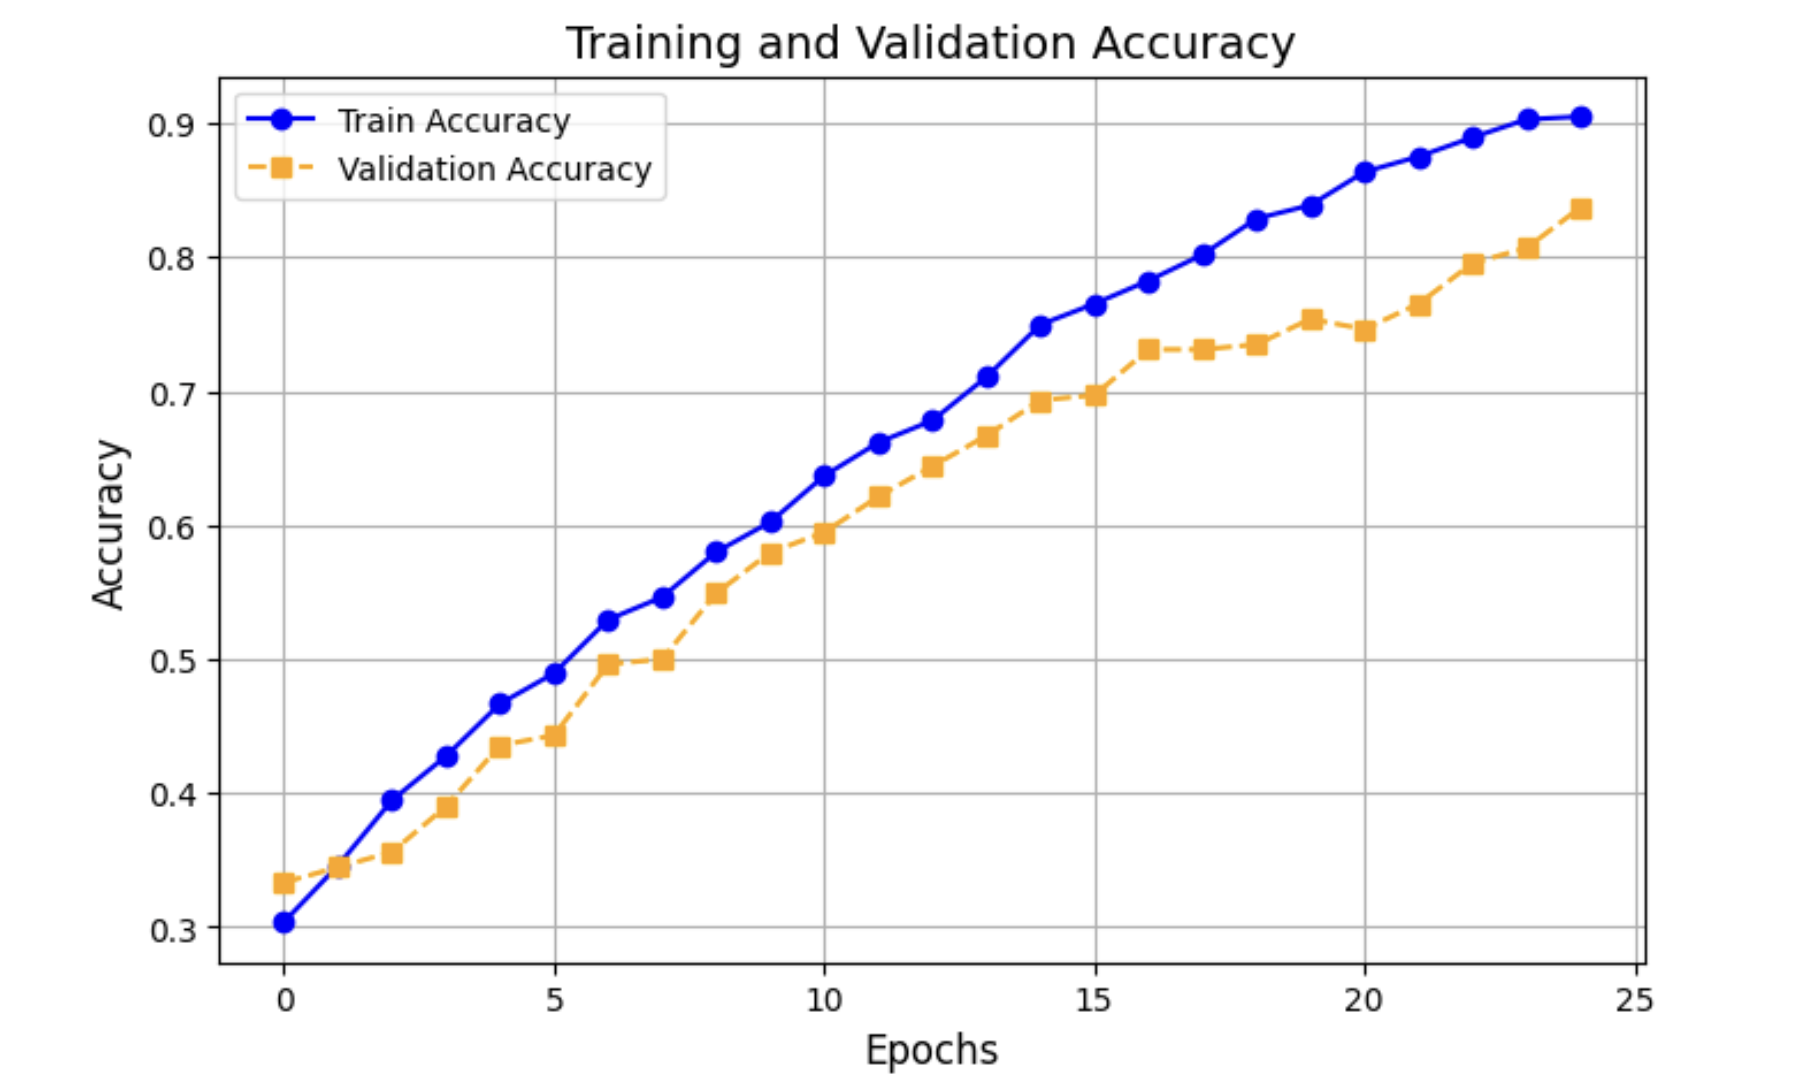 Training and Validation Accuracy
Train Accuracy
Validation Accuracy
0.9
0.8
0.7
0.6
0.5
0.4
0.3
Accuracy
0 5 10 15 20 25
Epochs